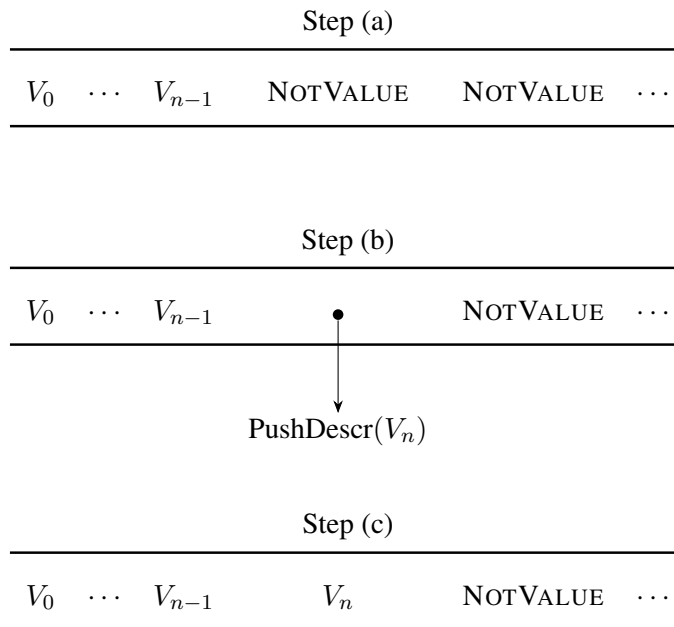 Step (a)
V₀ ⋯ Vₙ₋₁ NOTVALUE NOTVALUE ⋯
Step (b)
V₀ ⋯ Vₙ₋₁ NOTVALUE ⋯
PushDescr(Vₙ)
Step (c)
V₀ ⋯ Vₙ₋₁ Vₙ NOTVALUE ⋯